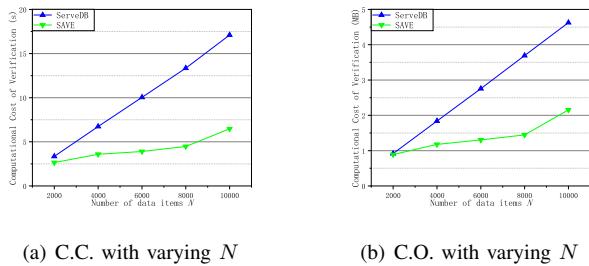 ServeDB
SAVE
Computational Cost of Verification (s)
20
15
10
5
0
2000 4000 6000 8000 10000
Number of data items N
(a) C.C. with varying N
ServeDB
SAVE
Computational Cost of Verification (MB)
5
4
3
2
1
0
2000 4000 6000 8000 10000
Number of data items N
(b) C.O. with varying N